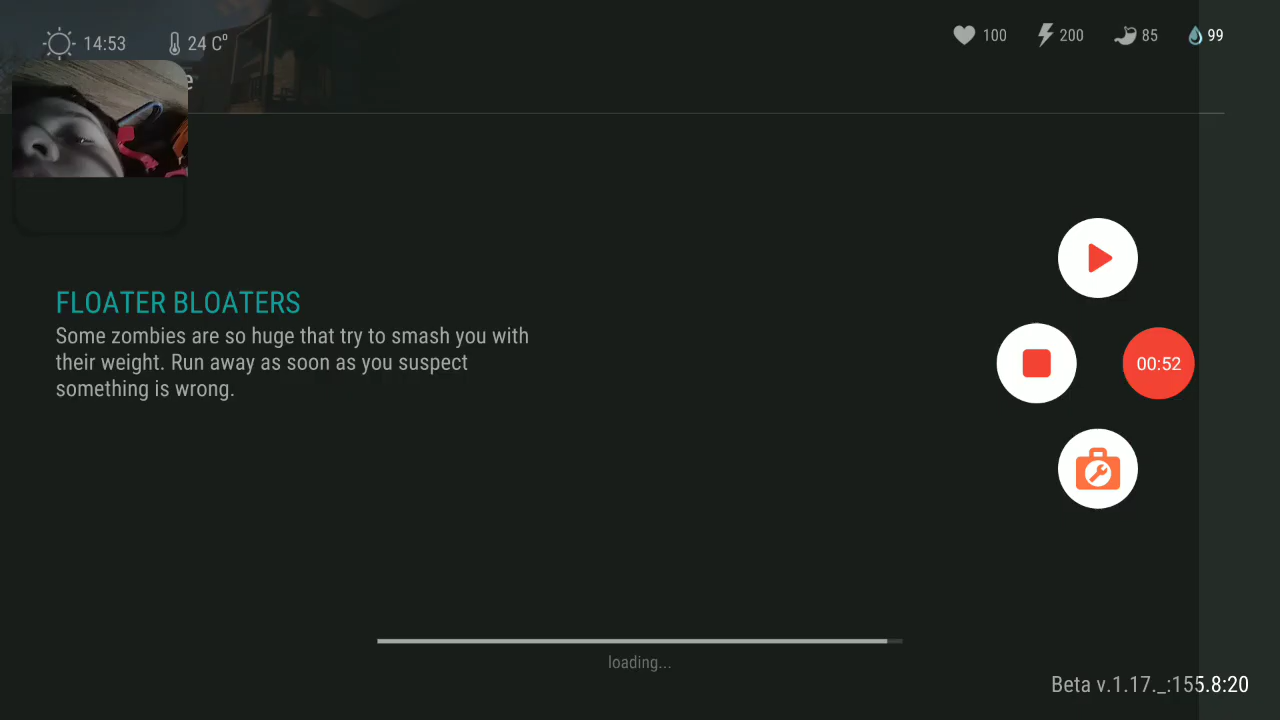 14:53
24 C°
100
200
85
99
e
FLOATER BLOATERS
Some zombies are so huge that try to smash you with
their weight. Run away as soon as you suspect
something is wrong.
00:52
loading...
Beta v.1.17._:155.8:20